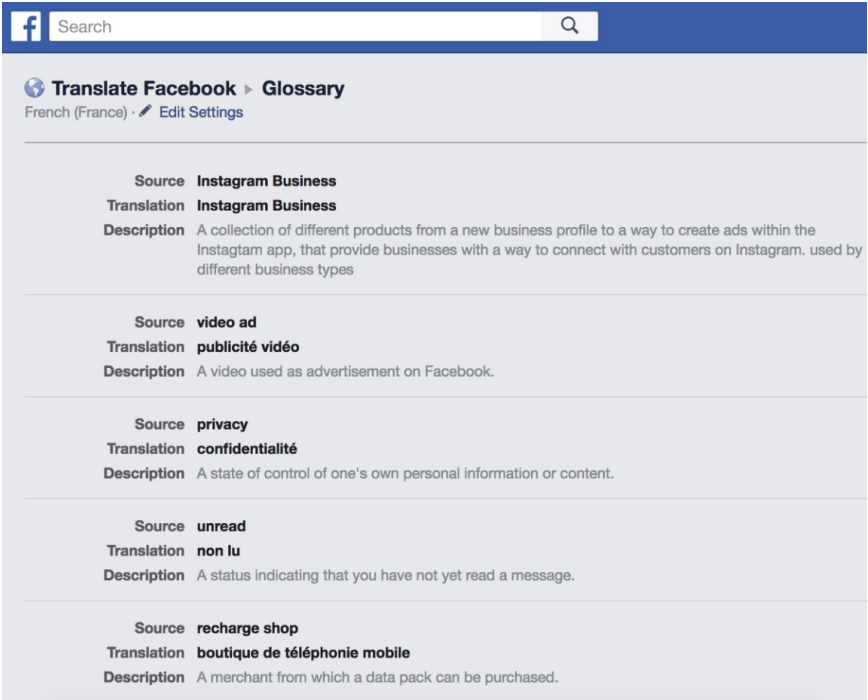 f Search
Translate Facebook ▸ Glossary
French (France) · Edit Settings
Source Instagram Business
Translation Instagram Business
Description A collection of different products from a new business profile to a way to create ads within the
Instagtam app, that provide businesses with a way to connect with customers on Instagram. used by
different business types
Source video ad
Translation publicité vidéo
Description A video used as advertisement on Facebook.
Source privacy
Translation confidentialité
Description A state of control of one's own personal information or content.
Source unread
Translation non lu
Description A status indicating that you have not yet read a message.
Source recharge shop
Translation boutique de téléphonie mobile
Description A merchant from which a data pack can be purchased.